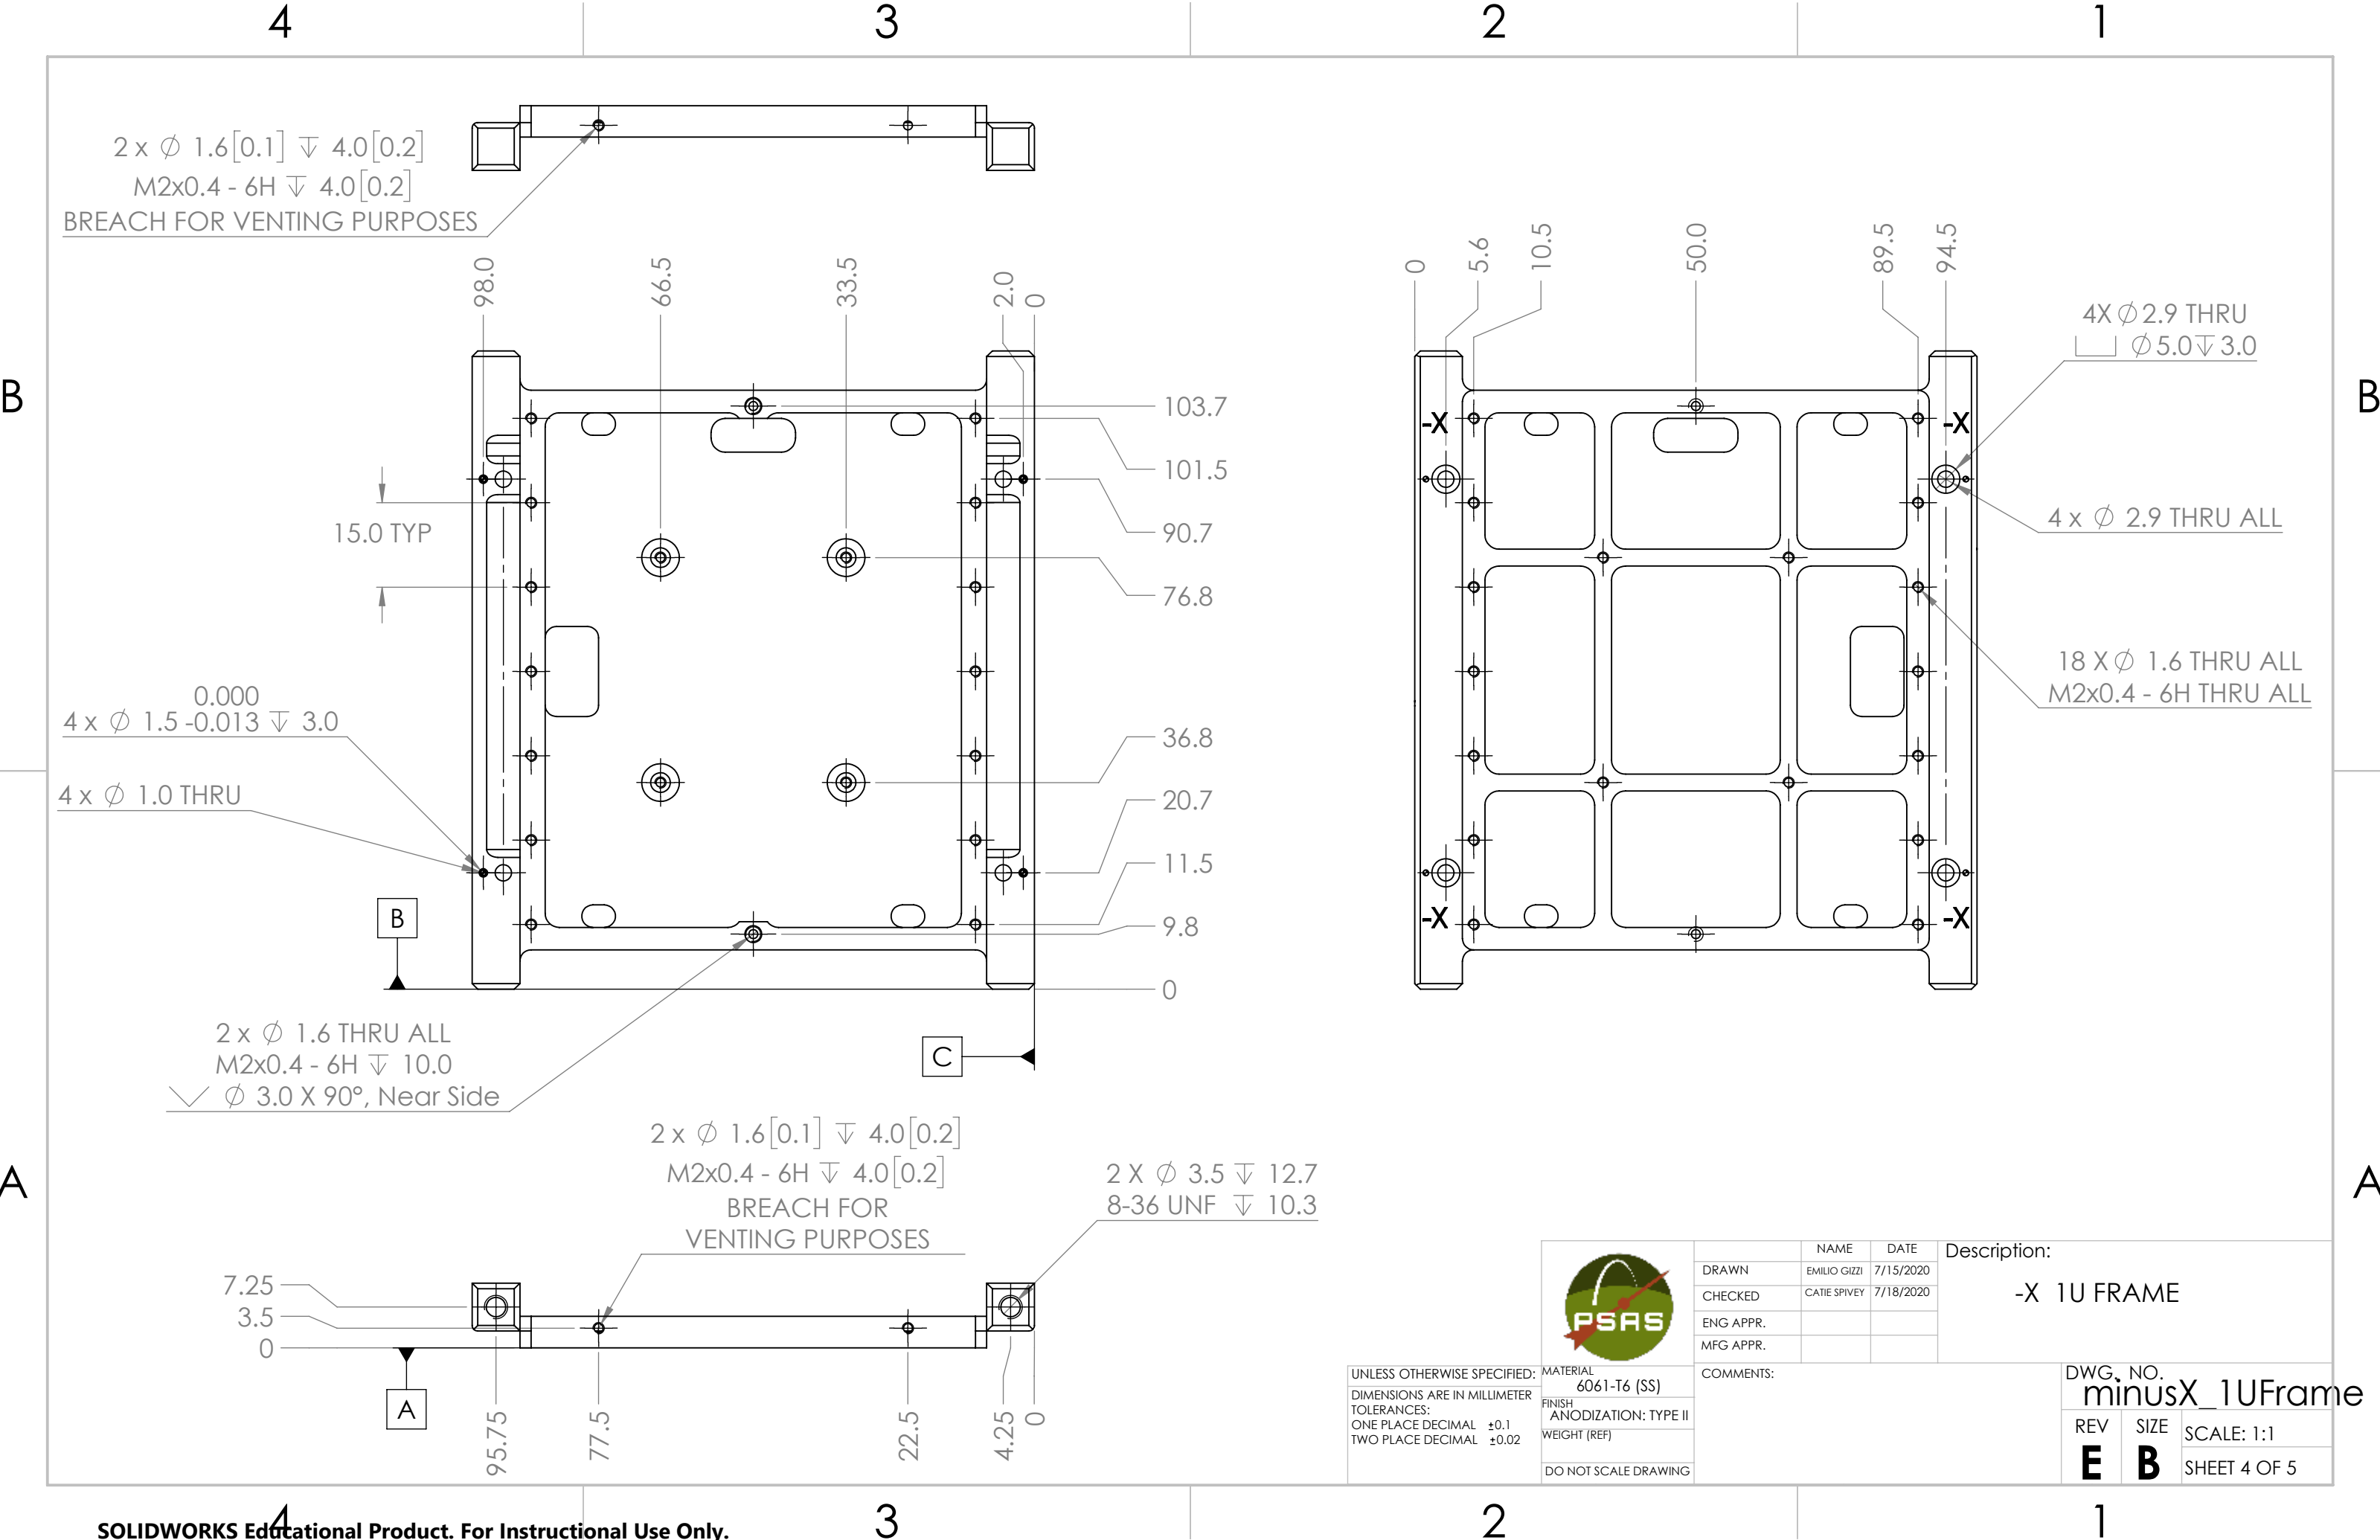 4 3 2 1
2 x ∅ 1.6[0.1] ↧ 4.0[0.2]
M2x0.4 - 6H ↧ 4.0[0.2]
BREACH FOR VENTING PURPOSES
98.0 66.5 33.5 2.0 0
0 5.6 10.5 50.0 89.5 94.5
4X ∅ 2.9 THRU
⌴ ∅ 5.0 ↧ 3.0
B B
-X -X
103.7
101.5
90.7
76.8
36.8
20.7
11.5
9.8
0
15.0 TYP
4 x ∅ 2.9 THRU ALL
18 X ∅ 1.6 THRU ALL
M2x0.4 - 6H THRU ALL
0.000
4 x ∅ 1.5 -0.013 ↧ 3.0
4 x ∅ 1.0 THRU
B
-X -X
C
2 x ∅ 1.6 THRU ALL
M2x0.4 - 6H ↧ 10.0
⌵ ∅ 3.0 X 90°, Near Side
2 x ∅ 1.6[0.1] ↧ 4.0[0.2]
M2x0.4 - 6H ↧ 4.0[0.2]
BREACH FOR
VENTING PURPOSES
2 X ∅ 3.5 ↧ 12.7
8-36 UNF ↧ 10.3
A A
7.25
3.5
0
A
95.75 77.5 22.5 4.25 0
PSAS
NAME DATE
DRAWN EMILIO GIZZI 7/15/2020
CHECKED CATIE SPIVEY 7/18/2020
ENG APPR.
MFG APPR.
Description:
-X 1U FRAME
UNLESS OTHERWISE SPECIFIED:
DIMENSIONS ARE IN MILLIMETER
TOLERANCES:
ONE PLACE DECIMAL ±0.1
TWO PLACE DECIMAL ±0.02
MATERIAL
6061-T6 (SS)
FINISH
ANODIZATION: TYPE II
WEIGHT (REF)
DO NOT SCALE DRAWING
COMMENTS:
DWG. NO.
minusX_1UFrame
REV SIZE
E B
SCALE: 1:1
SHEET 4 OF 5
4 3 2 1
SOLIDWORKS Educational Product. For Instructional Use Only.